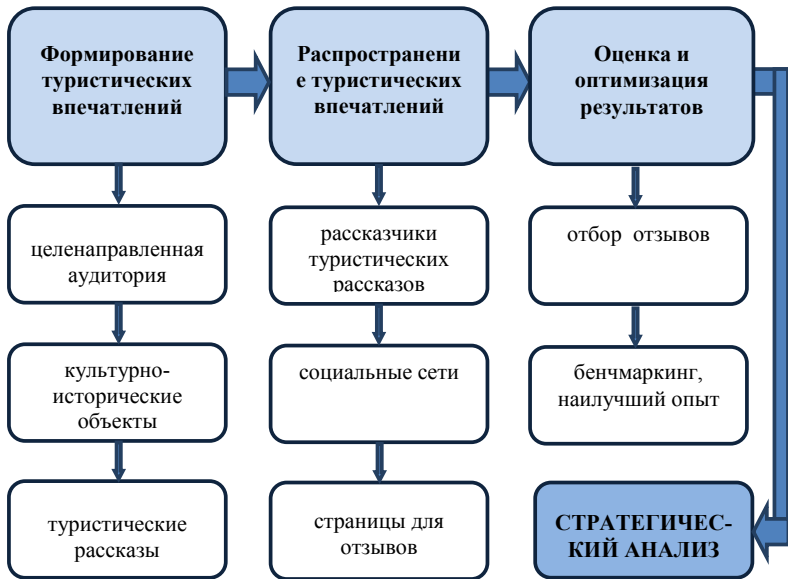 Формирование
туристических
впечатлений
Распространени
е туристических
впечатлений
Оценка и
оптимизация
результатов
целенаправленная
аудитория
рассказчики
туристических
рассказов
отбор отзывов
культурно-
исторические
объекты
социальные сети
бенчмаркинг,
наилучший опыт
туристические
рассказы
страницы для
отзывов
СТРАТЕГИЧЕС-
КИЙ АНАЛИЗ